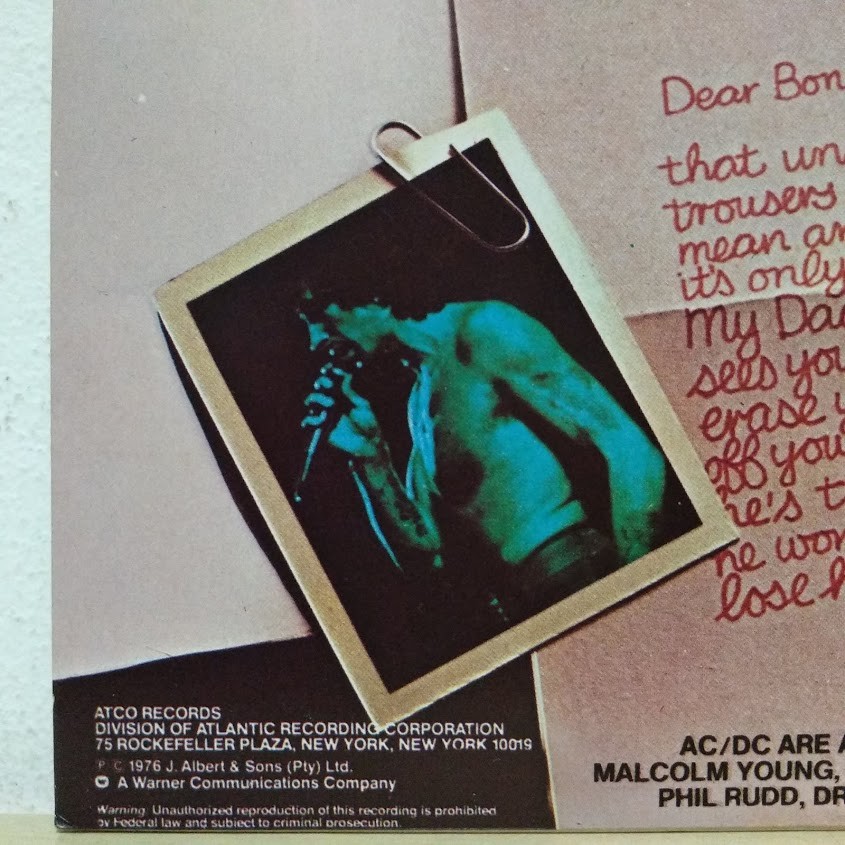 Dear Bon
that un
trousers
mean an
it's only
My Dad
sees you
erase y
off you
he's t
he won
lose h
ATCO RECORDS
DIVISION OF ATLANTIC RECORDING CORPORATION
75 ROCKEFELLER PLAZA, NEW YORK, NEW YORK 10019
P C 1976 J. Albert & Sons (Pty) Ltd.
A Warner Communications Company
Warning: Unauthorized reproduction of this recording is prohibited
by Federal law and subject to criminal prosecution.
AC/DC ARE A
MALCOLM YOUNG,
PHIL RUDD, DR